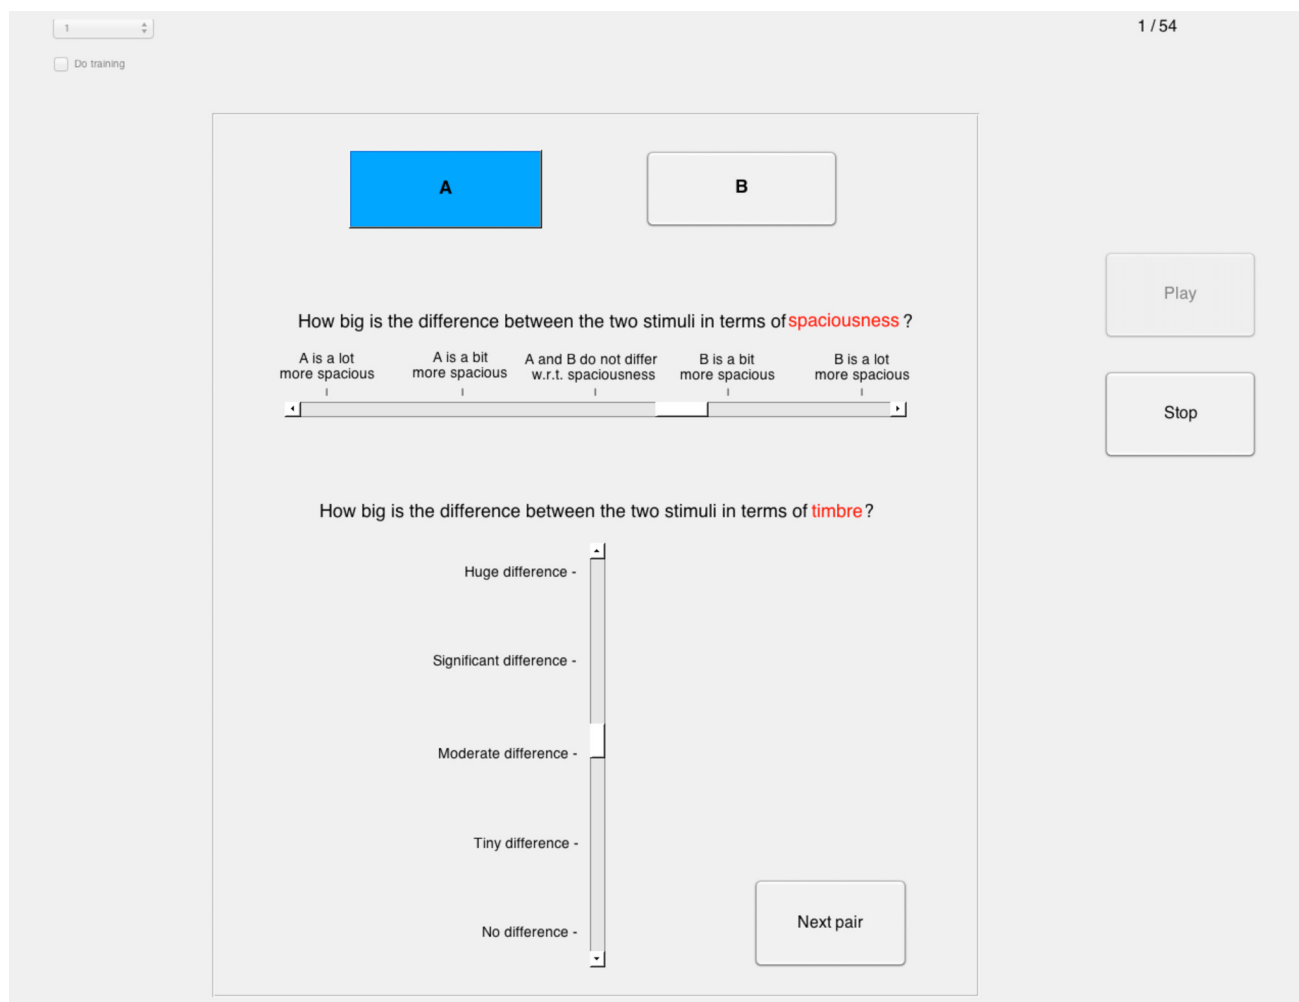 1
1 / 54
Do training
A
B
Play
How big is the difference between the two stimuli in terms of spaciousness ?
A is a lot
more spacious
A is a bit
more spacious
A and B do not differ
w.r.t. spaciousness
B is a bit
more spacious
B is a lot
more spacious
Stop
How big is the difference between the two stimuli in terms of timbre ?
Huge difference -
Significant difference -
Moderate difference -
Tiny difference -
No difference -
Next pair